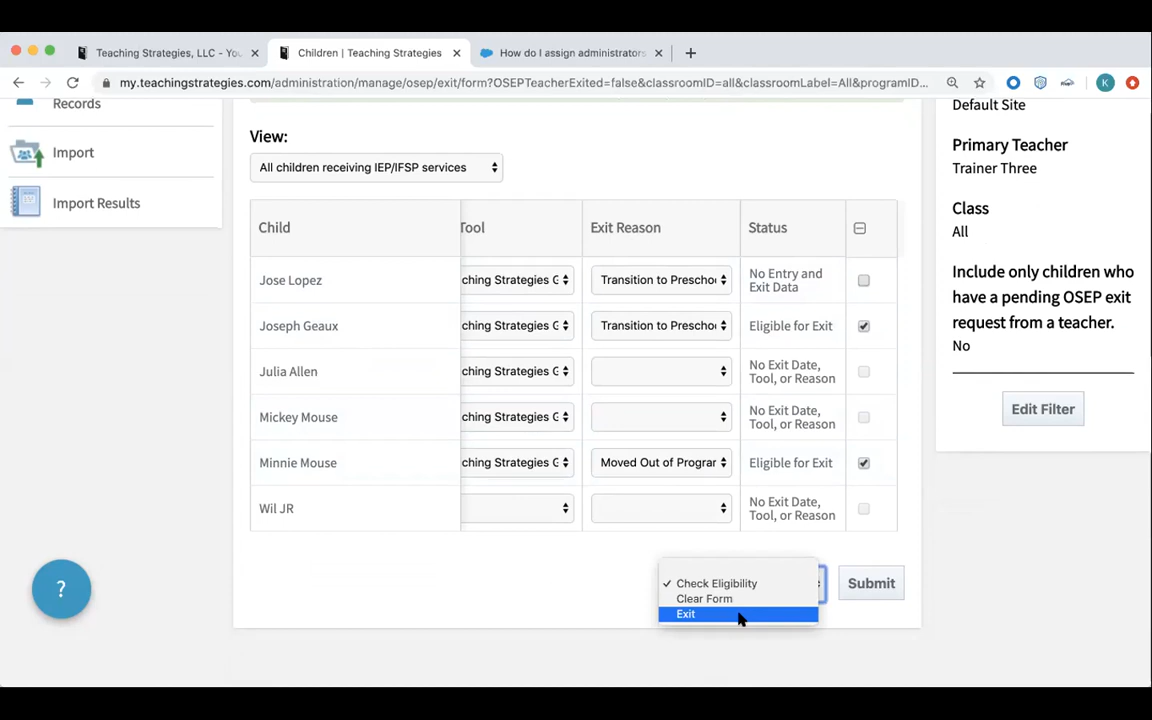 Teaching Strategies, LLC - You
Children | Teaching Strategies
How do I assign administrators
my.teachingstrategies.com/administration/manage/osep/exit/form?OSEPTeacherExited=false&classroomID=all&classroomLabel=All&programID...
K
Records
Import
Import Results
View:
All children receiving IEP/IFSP services
Child Tool Exit Reason Status
Jose Lopez ching Strategies G Transition to Preschoo No Entry and
Exit Data
Joseph Geaux ching Strategies G Transition to Preschoo Eligible for Exit
Julia Allen ching Strategies G No Exit Date,
Tool, or Reason
Mickey Mouse ching Strategies G No Exit Date,
Tool, or Reason
Minnie Mouse ching Strategies G Moved Out of Program Eligible for Exit
Wil JR No Exit Date,
Tool, or Reason
Check Eligibility
Clear Form
Exit
Submit
?
Default Site
Primary Teacher
Trainer Three
Class
All
Include only children who
have a pending OSEP exit
request from a teacher.
No
Edit Filter